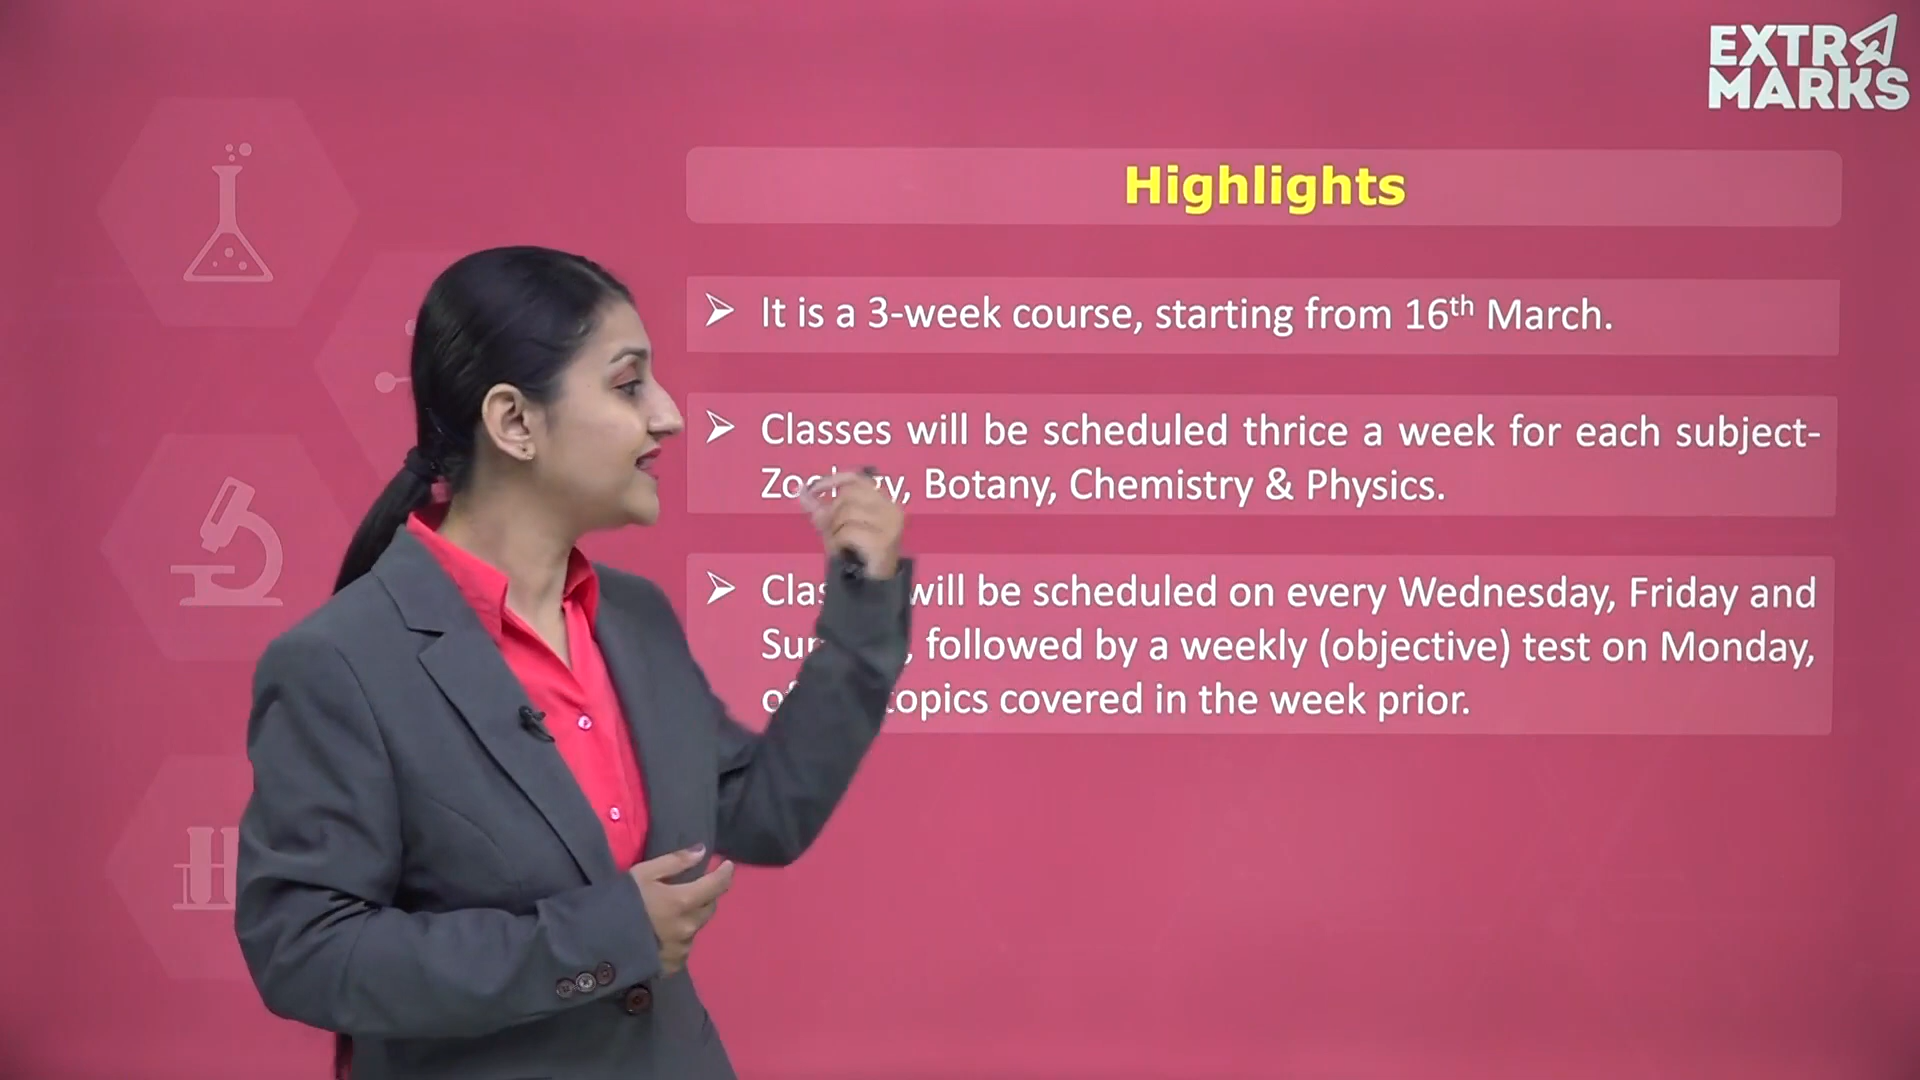 EXTRA
MARKS
Highlights
It is a 3-week course, starting from 16th March.
Classes will be scheduled thrice a week for each subject-
Botany, Chemistry & Physics.
will be scheduled on every Wednesday, Friday and
followed by a weekly (objective) test on Monday,
topics covered in the week prior.